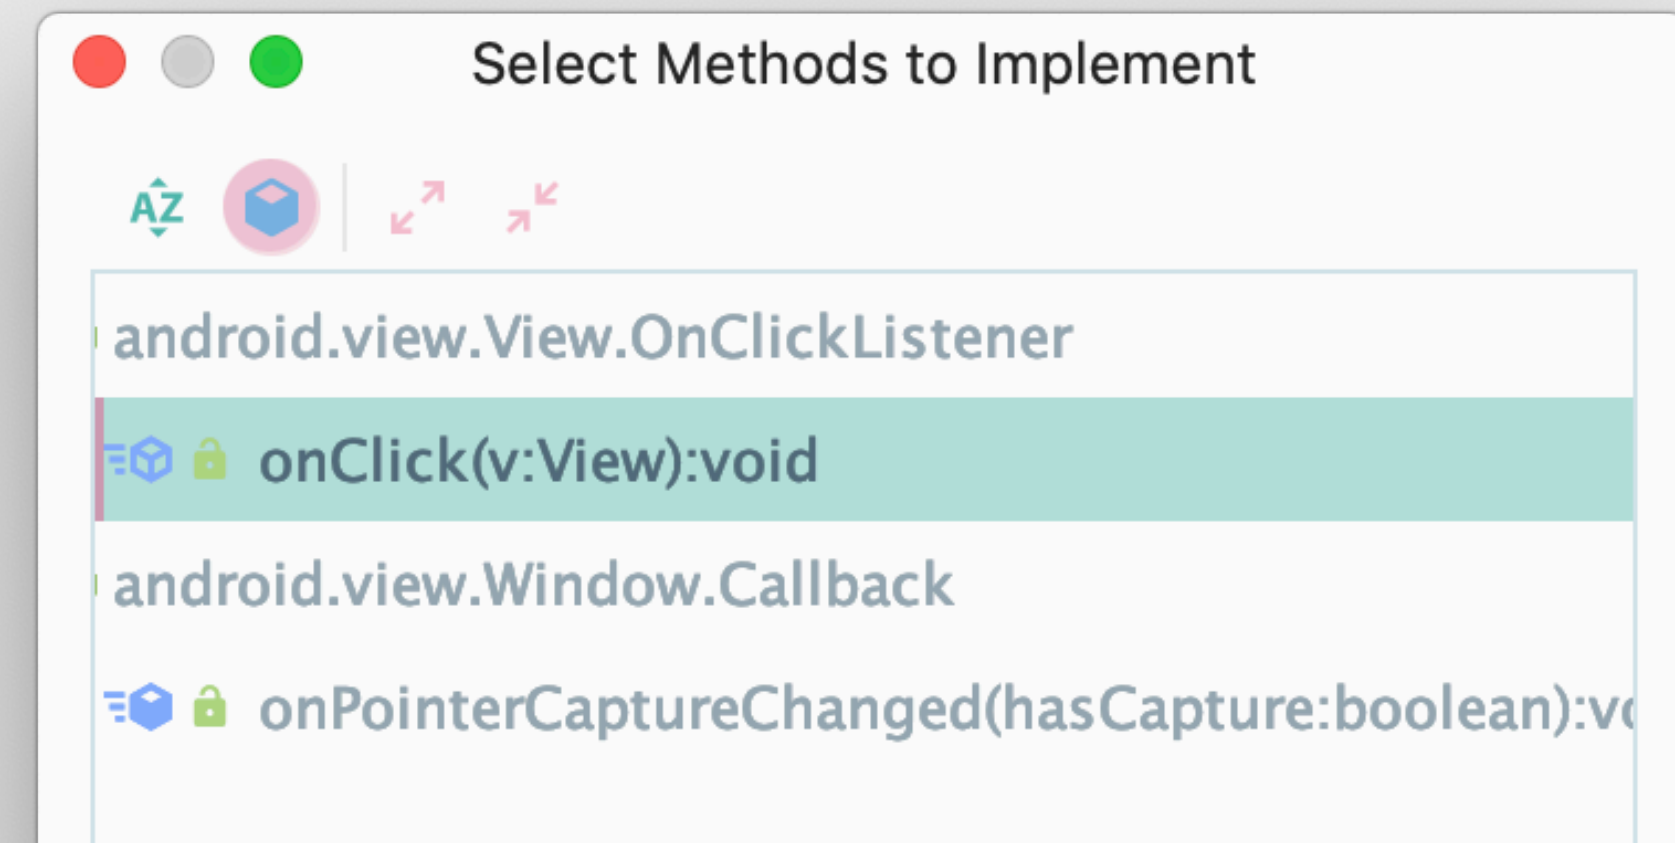 Select Methods to Implement
AZ
android.view.View.OnClickListener
onClick(v:View):void
android.view.Window.Callback
onPointerCaptureChanged(hasCapture:boolean):vo